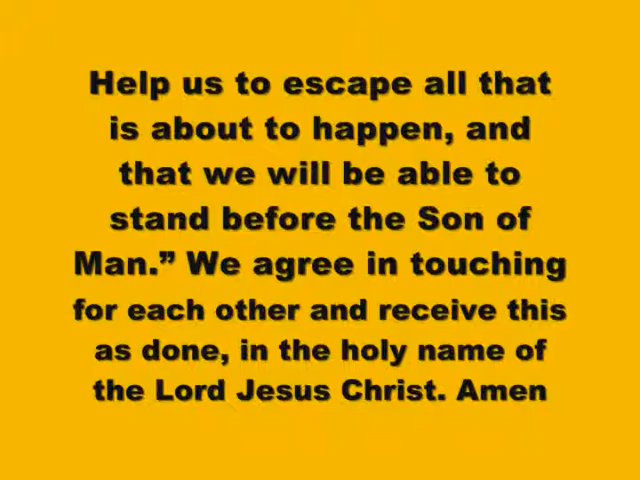 Help us to escape all that
is about to happen, and
that we will be able to
stand before the Son of
Man.” We agree in touching
for each other and receive this
as done, in the holy name of
the Lord Jesus Christ. Amen